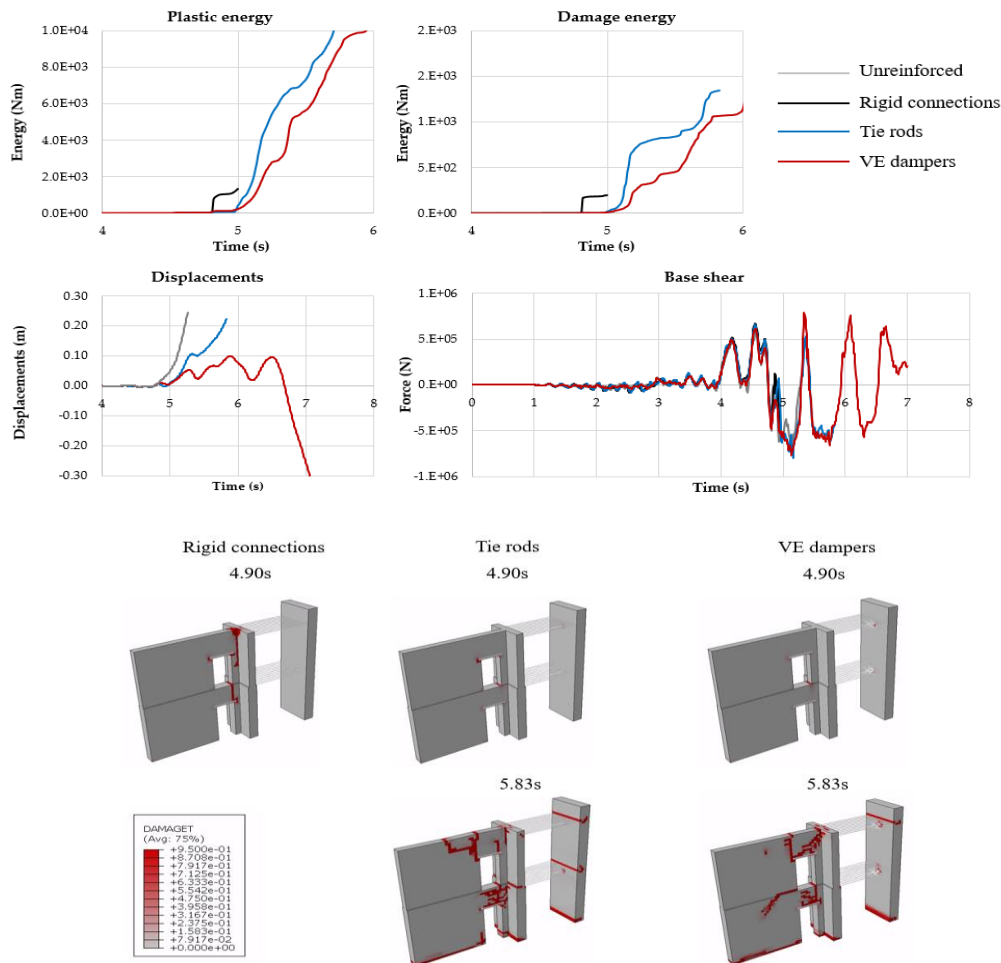 Plastic energy
Energy (Nm)
1.0E+04
8.0E+03
6.0E+03
4.0E+03
2.0E+03
0.0E+00
4 5 6
Time (s)
Damage energy
Energy (Nm)
2.E+03
2.E+03
1.E+03
5.E+02
0.E+00
4 5 6
Time (s)
Unreinforced
Rigid connections
Tie rods
VE dampers
Displacements
Displacements (m)
0.30
0.20
0.10
0.00
-0.10
-0.20
-0.30
4 5 6 7 8
Time (s)
Base shear
Force (N)
1.E+06
5.E+05
0.E+00
-5.E+05
-1.E+06
0 1 2 3 4 5 6 7 8
Time (s)
Rigid connections
4.90s
Tie rods
4.90s
VE dampers
4.90s
5.83s
5.83s
DAMAGET
(Avg: 75%)
+9.500e-01
+8.708e-01
+7.917e-01
+7.125e-01
+6.333e-01
+5.542e-01
+4.750e-01
+3.958e-01
+3.167e-01
+2.375e-01
+1.583e-01
+7.917e-02
+0.000e+00